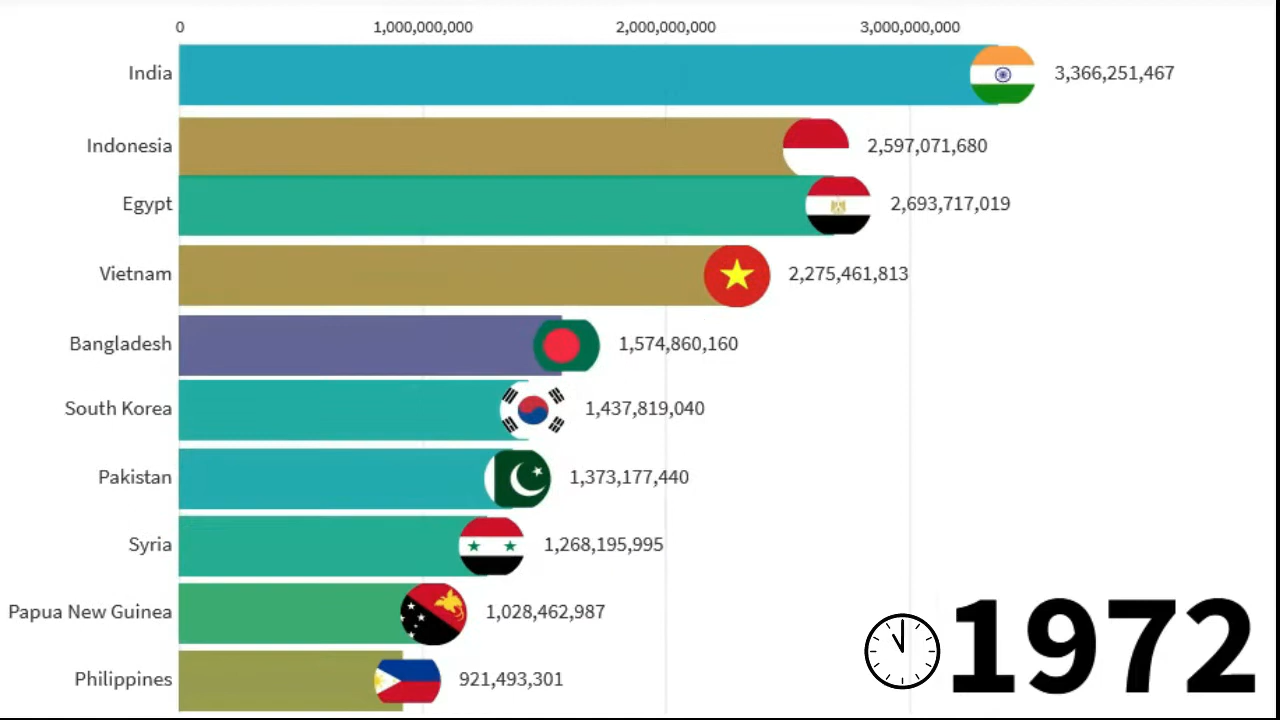 0 1,000,000,000 2,000,000,000 3,000,000,000
India 3,366,251,467
Indonesia 2,597,071,680
Egypt 2,693,717,019
Vietnam 2,275,461,813
Bangladesh 1,574,860,160
South Korea 1,437,819,040
Pakistan 1,373,177,440
Syria 1,268,195,995
Papua New Guinea 1,028,462,987
Philippines 921,493,301
1972